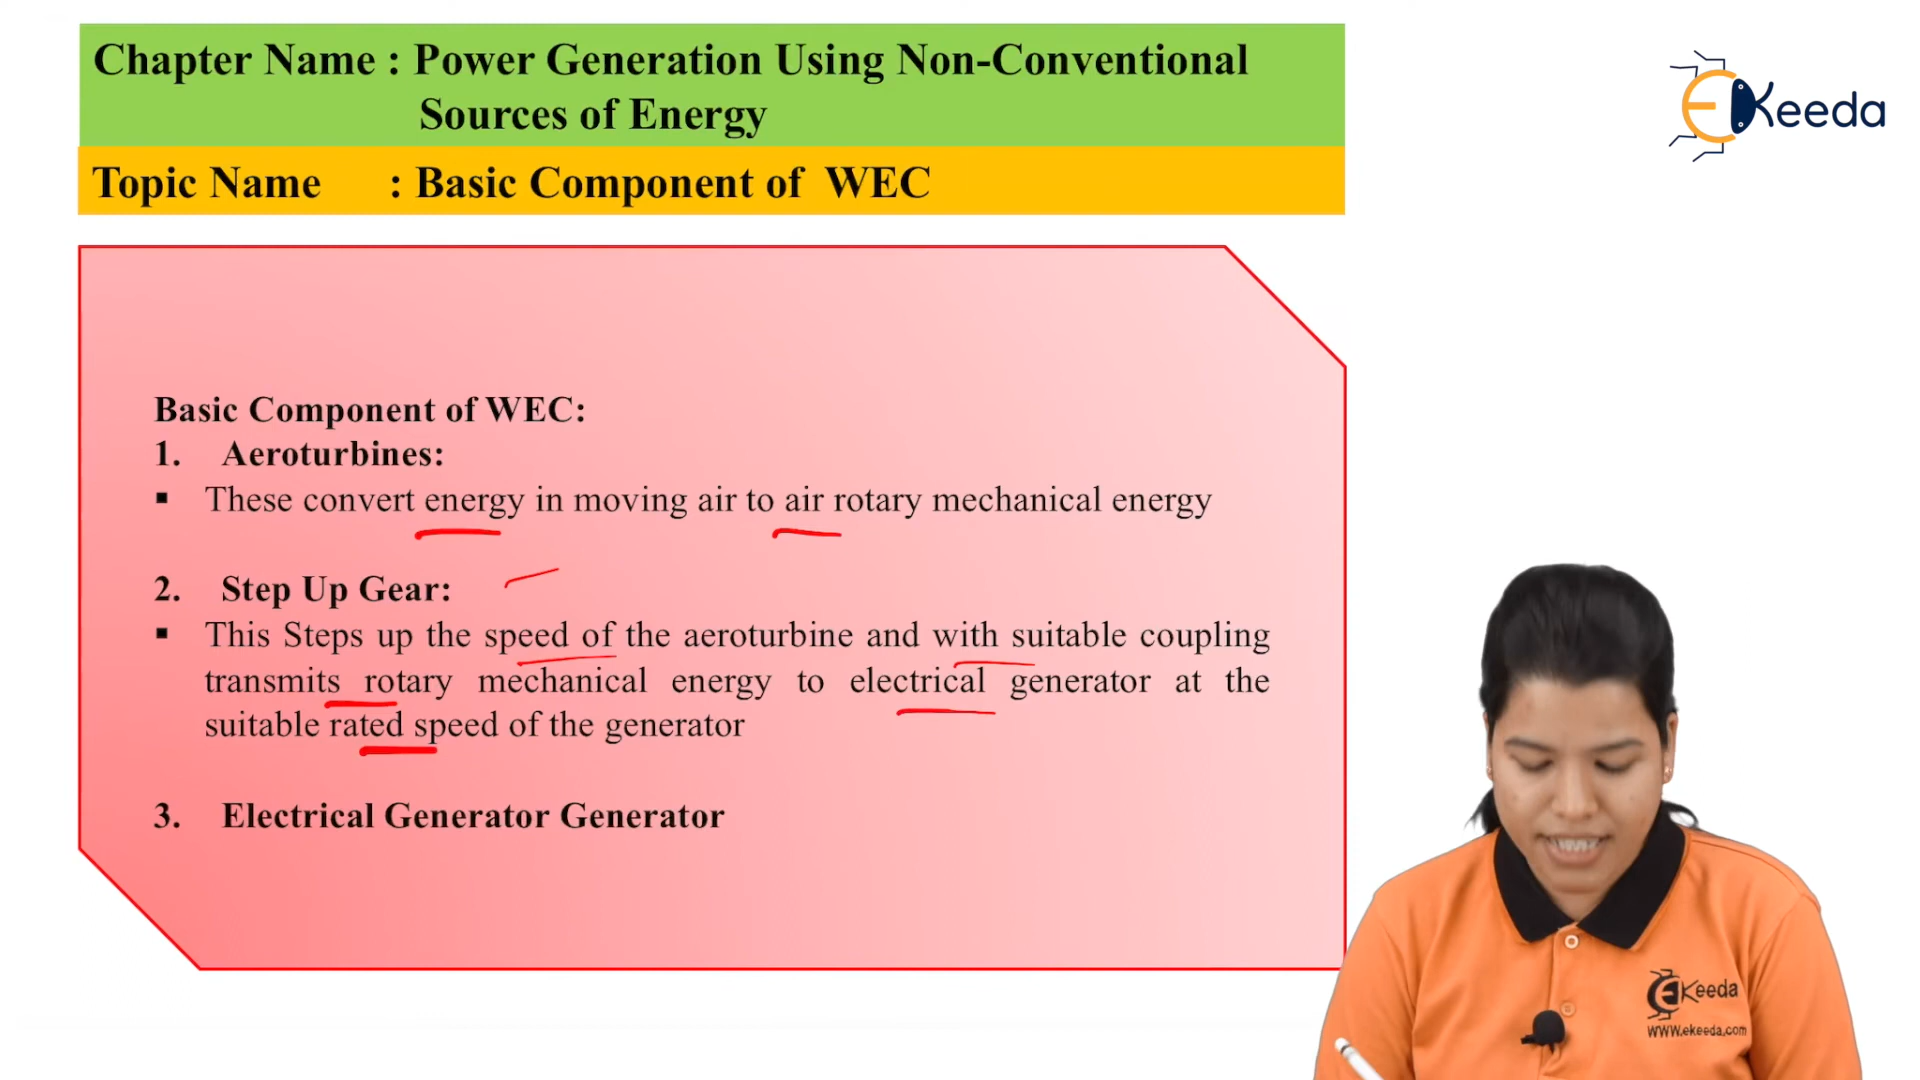 Chapter Name : Power Generation Using Non-Conventional
Sources of Energy
Topic Name : Basic Component of WEC
EKeeda
Basic Component of WEC:
1. Aeroturbines:
▪ These convert energy in moving air to air rotary mechanical energy
2. Step Up Gear:
▪ This Steps up the speed of the aeroturbine and with suitable coupling
transmits rotary mechanical energy to electrical generator at the
suitable rated speed of the generator
3. Electrical Generator Generator
EKeeda
www.ekeeda.com